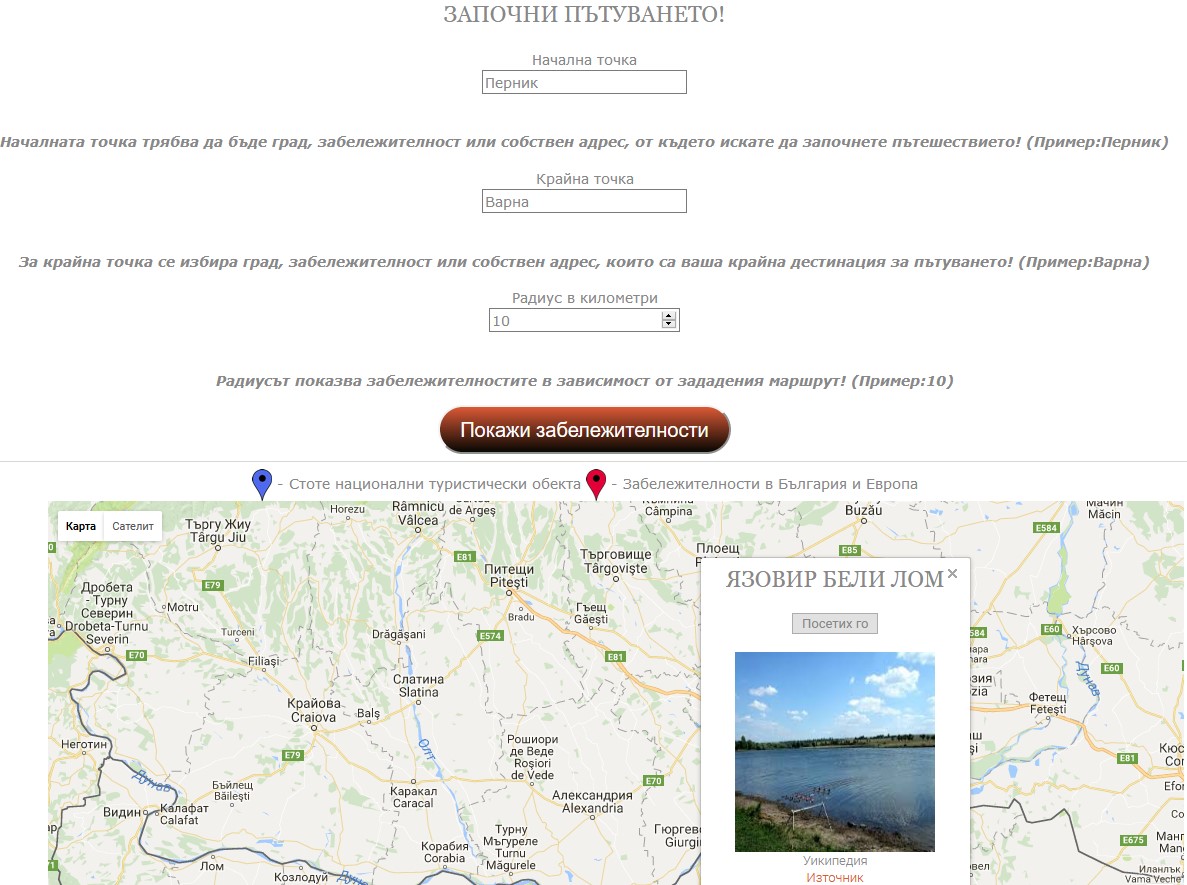 ЗАПОЧНИ ПЪТУВАНЕТО!
Начална точка
Перник
Началната точка трябва да бъде град, забележителност или собствен адрес, от където искате да започнете пътешествието! (Пример:Перник)
Крайна точка
Варна
За крайна точка се избира град, забележителност или собствен адрес, които са ваша крайна дестинация за пътуването! (Пример:Варна)
Радиус в километри
10
Радиусът показва забележителностите в зависимост от зададения маршрут! (Пример:10)
Покажи забележителности
- Стоте национални туристически обекта
- Забележителности в България и Европа
Карта
Сателит
Търгу Жиу
Târgu Jiu
Horezu
Râmnicu
Vâlcea
de Argeș
Câmpina
Buzău
Мачин
Măcin
E584
E81
E85
Търговище
Târgoviște
Плоещ
Питещи
Pitești
E79
Дробета
- Турну
Северин
Drobeta-Turnu
Severin
Motru
Turceni
Bradu
Гъещ
Găești
Drăgășani
E574
E81
E70
Filiași
Слатина
Slatina
Крайова
Craiova
Balș
E79
Олт
Рошиори
де Веде
Roșiori
de Vede
E70
Неготин
Дунав
Бъйлещ
Băilești
Видин
Калафат
Calafat
Каракал
Caracal
Александрия
Alexandria
Турну
Мъгуреле
Turnu
Măgurele
Корабия
Corabia
Лом
Козлодуй
Дунав
ЯЗОВИР БЕЛИ ЛОМ
Посетих го
Уикипедия
Източник
E60
Хърсово
Hârșova
E60
Дунав
Фетещ
Fetești
E81
E675
Vama Veche